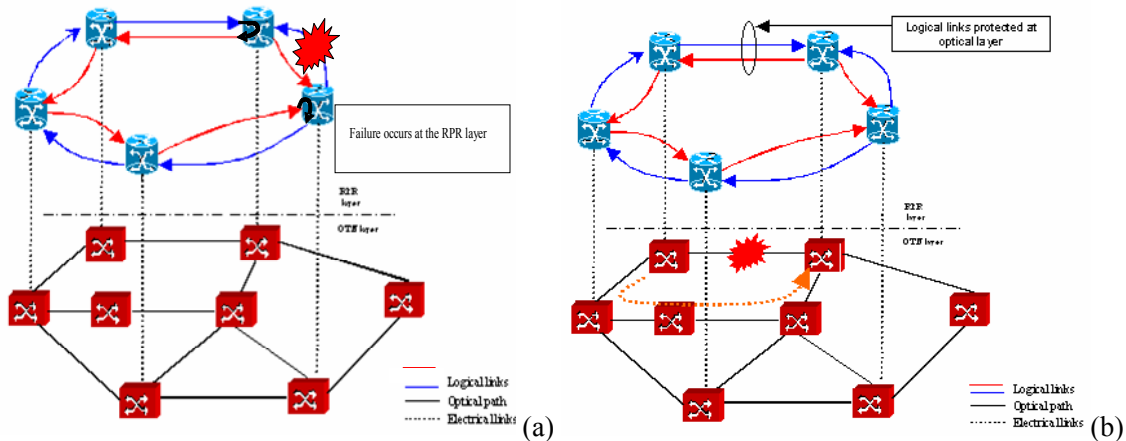 Failure occurs at the RPR layer
RPR
layer
OTN layer
Logical links
Optical path
Electrical links
(a)
Logical links protected at
optical layer
RPR
layer
OTN layer
Logical links
Optical path
Electrical links
(b)